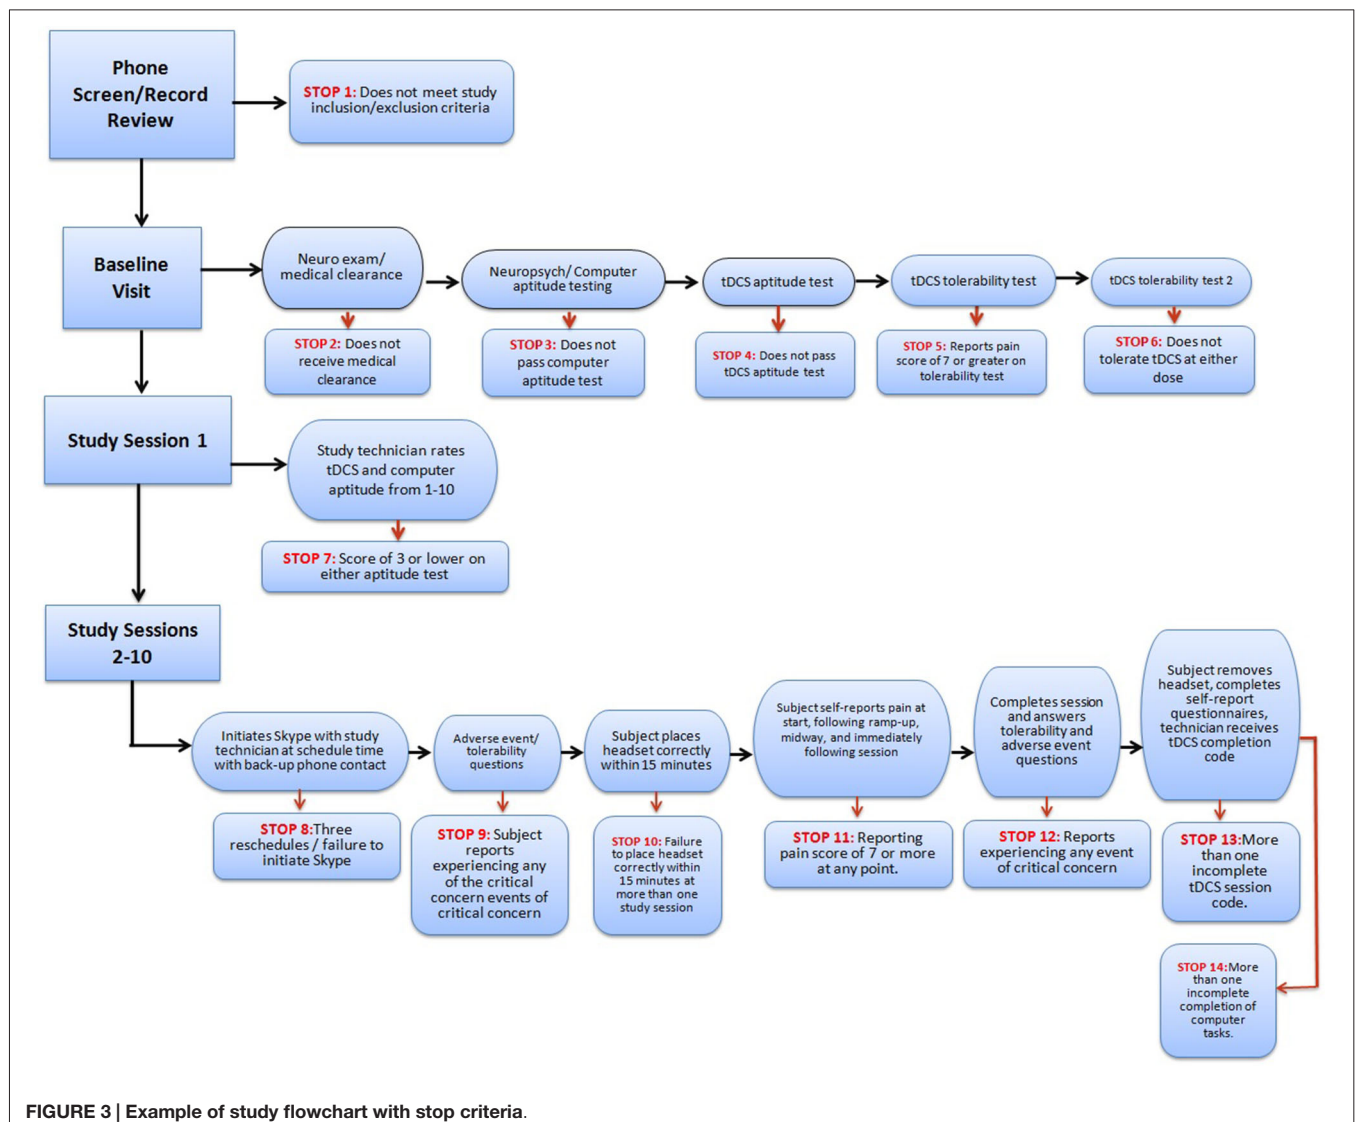 Phone
Screen/Record
Review
STOP 1: Does not meet study
inclusion/exclusion criteria
Baseline
Visit
Neuro exam/
medical clearance
Neuropsych/ Computer
aptitude testing
tDCS aptitude test
tDCS tolerability test
tDCS tolerability test 2
STOP 2: Does not
receive medical
clearance
STOP 3: Does not
pass computer
aptitude test
STOP 4: Does not pass
tDCS aptitude test
STOP 5: Reports pain
score of 7 or greater on
tolerability test
STOP 6: Does not
tolerate tDCS at either
dose
Study Session 1
Study technician rates
tDCS and computer
aptitude from 1-10
STOP 7: Score of 3 or lower on
either aptitude test
Study Sessions
2-10
Initiates Skype with study
technician at schedule time
with back-up phone contact
Adverse event/
tolerability
questions
Subject places
headset correctly
within 15 minutes
Subject self-reports pain at
start, following ramp-up,
midway, and immediately
following session
Completes session
and answers
tolerability and
adverse event
questions
Subject removes
headset, completes
self-report
questionnaires,
technician receives
tDCS completion
code
STOP 8:Three
reschedules / failure to
initiate Skype
STOP 9: Subject
reports
experiencing any
of the critical
concern events of
critical concern
STOP 10: Failure
to place headset
correctly within
15 minutes at
more than one
study session
STOP 11: Reporting
pain score of 7 or more
at any point.
STOP 12: Reports
experiencing any event
of critical concern
STOP 13:More
than one
incomplete
tDCS session
code.
STOP 14:More
than one
incomplete
completion of
computer
tasks.
FIGURE 3 | Example of study flowchart with stop criteria.